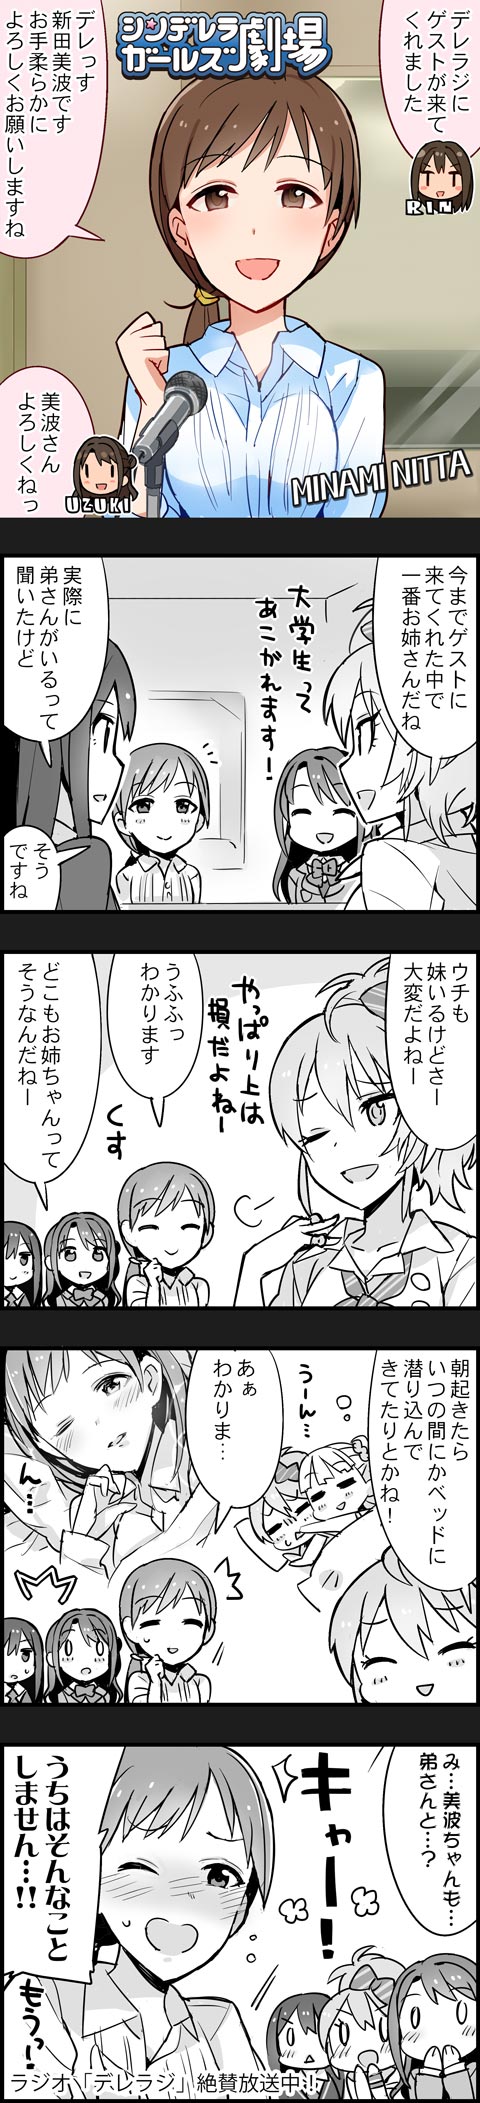 シンデレラ
ガールズ劇場
デレラジに
ゲストが来て
くれました
RIN
デレっす
新田美波です
お手柔らかに
よろしくお願いしますね
美波さん
よろしくねっ
UZUKI
MINAMI NITTA
今までゲストに
来てくれた中で
一番お姉さんだね
大学生って
あこがれます!
実際に
弟さんがいるって
聞いたけど
そう
ですね
ウチも
妹いるけどさー
大変だよねー
やっぱり上は
損だよねー
うふふっ
わかります
くす
どこもお姉ちゃんって
そうなんだねー
朝起きたら
いつの間にかベッドに
潜り込んで
きてたりとかね!
うーん…
あぁ
わかりま…
ん…
み…美波ちゃんも…
弟さんと…?
キャー!
うちはそんなこと
しません…!!
もうっ!
ラジオ「デレラジ」絶賛放送中!!